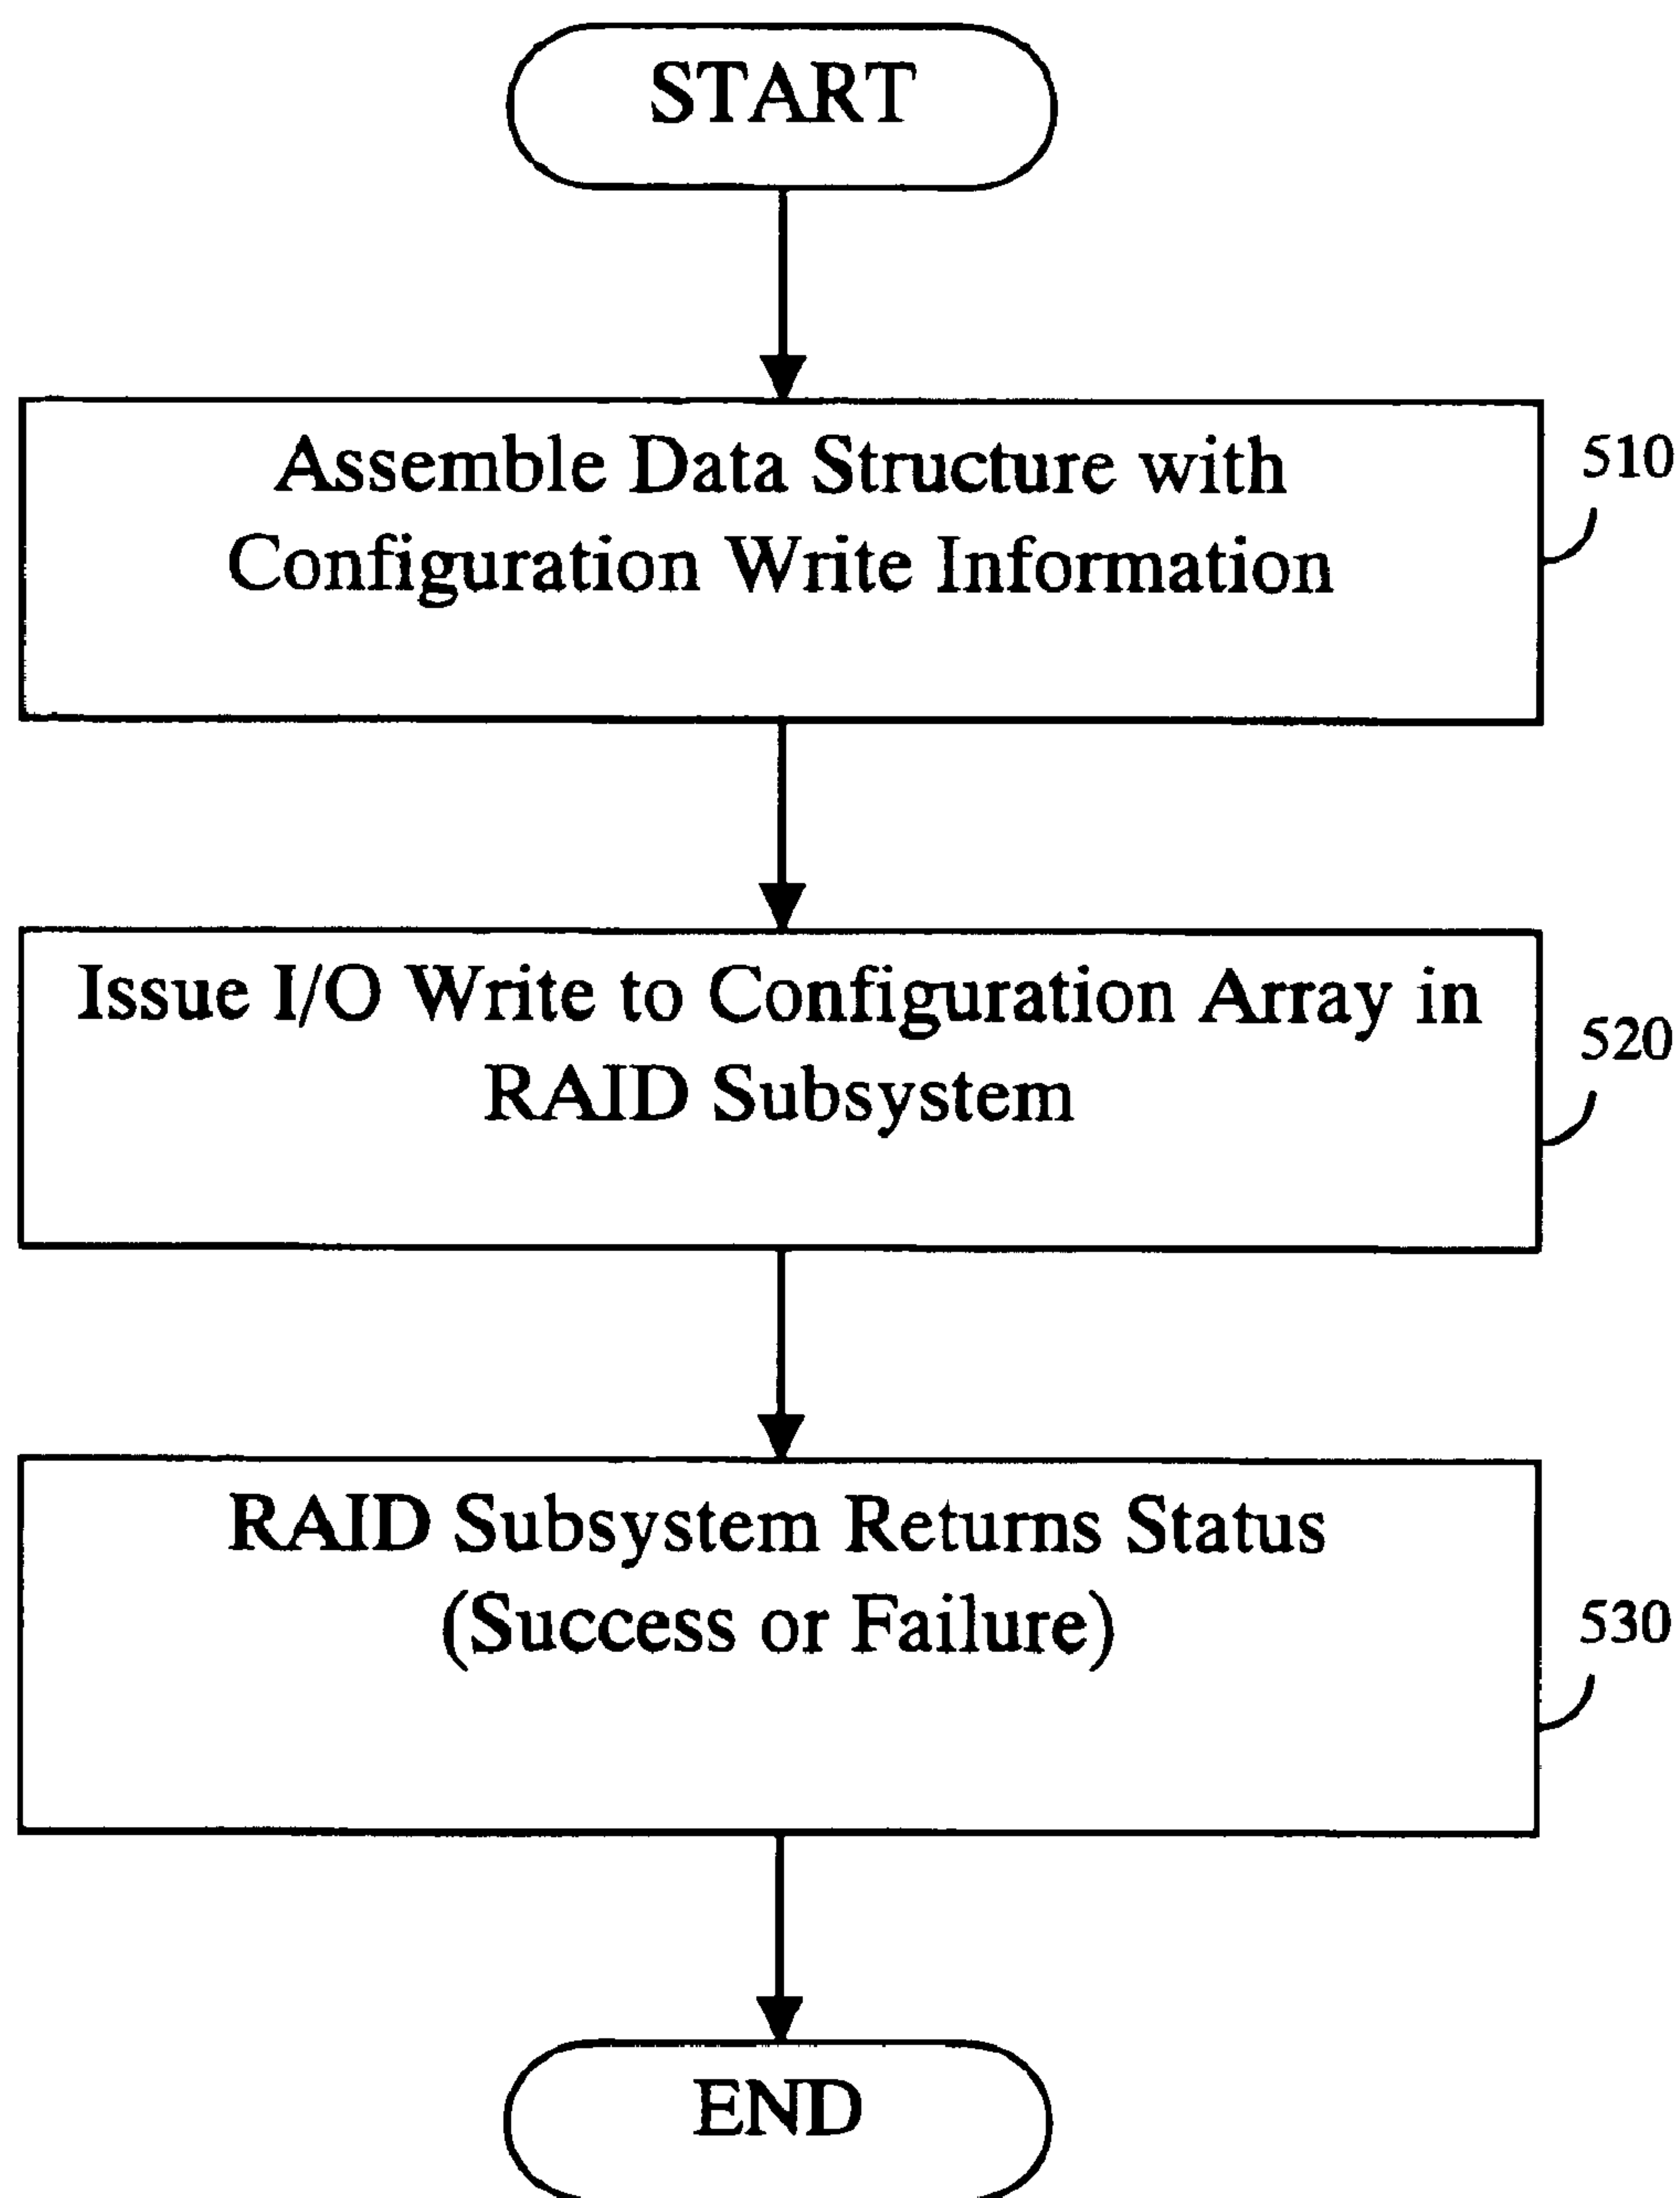 START
Assemble Data Structure with
Configuration Write Information
510
Issue I/O Write to Configuration Array in
RAID Subsystem
520
RAID Subsystem Returns Status
(Success or Failure)
530
END